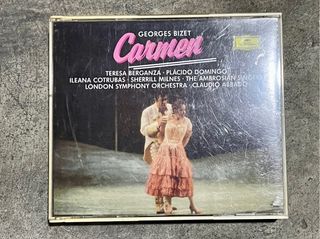 GEORGES BIZET
Carmen
TERESA BERGANZA · PLÁCIDO DOMINGO
ILEANA COTRUBAS · SHERRILL MILNES · THE AMBROSIAN SINGERS
LONDON SYMPHONY ORCHESTRA · CLAUDIO ABBADO